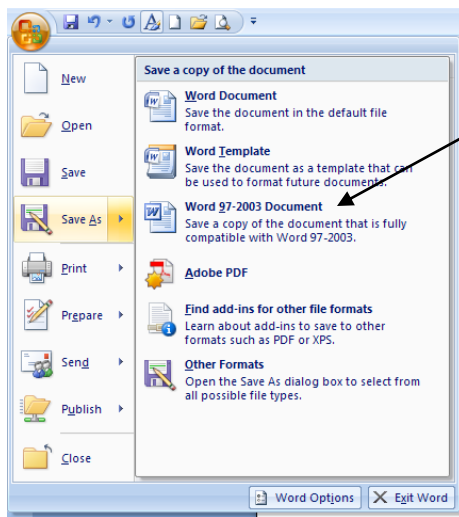 New
Open
Save
Save As
Print
Prepare
Send
Publish
Close
Save a copy of the document
Word Document
Save the document in the default file
format.
Word Template
Save the document as a template that can
be used to format future documents.
Word 97-2003 Document
Save a copy of the document that is fully
compatible with Word 97-2003.
Adobe PDF
Find add-ins for other file formats
Learn about add-ins to save to other
formats such as PDF or XPS.
Other Formats
Open the Save As dialog box to select from
all possible file types.
Word Options
Exit Word